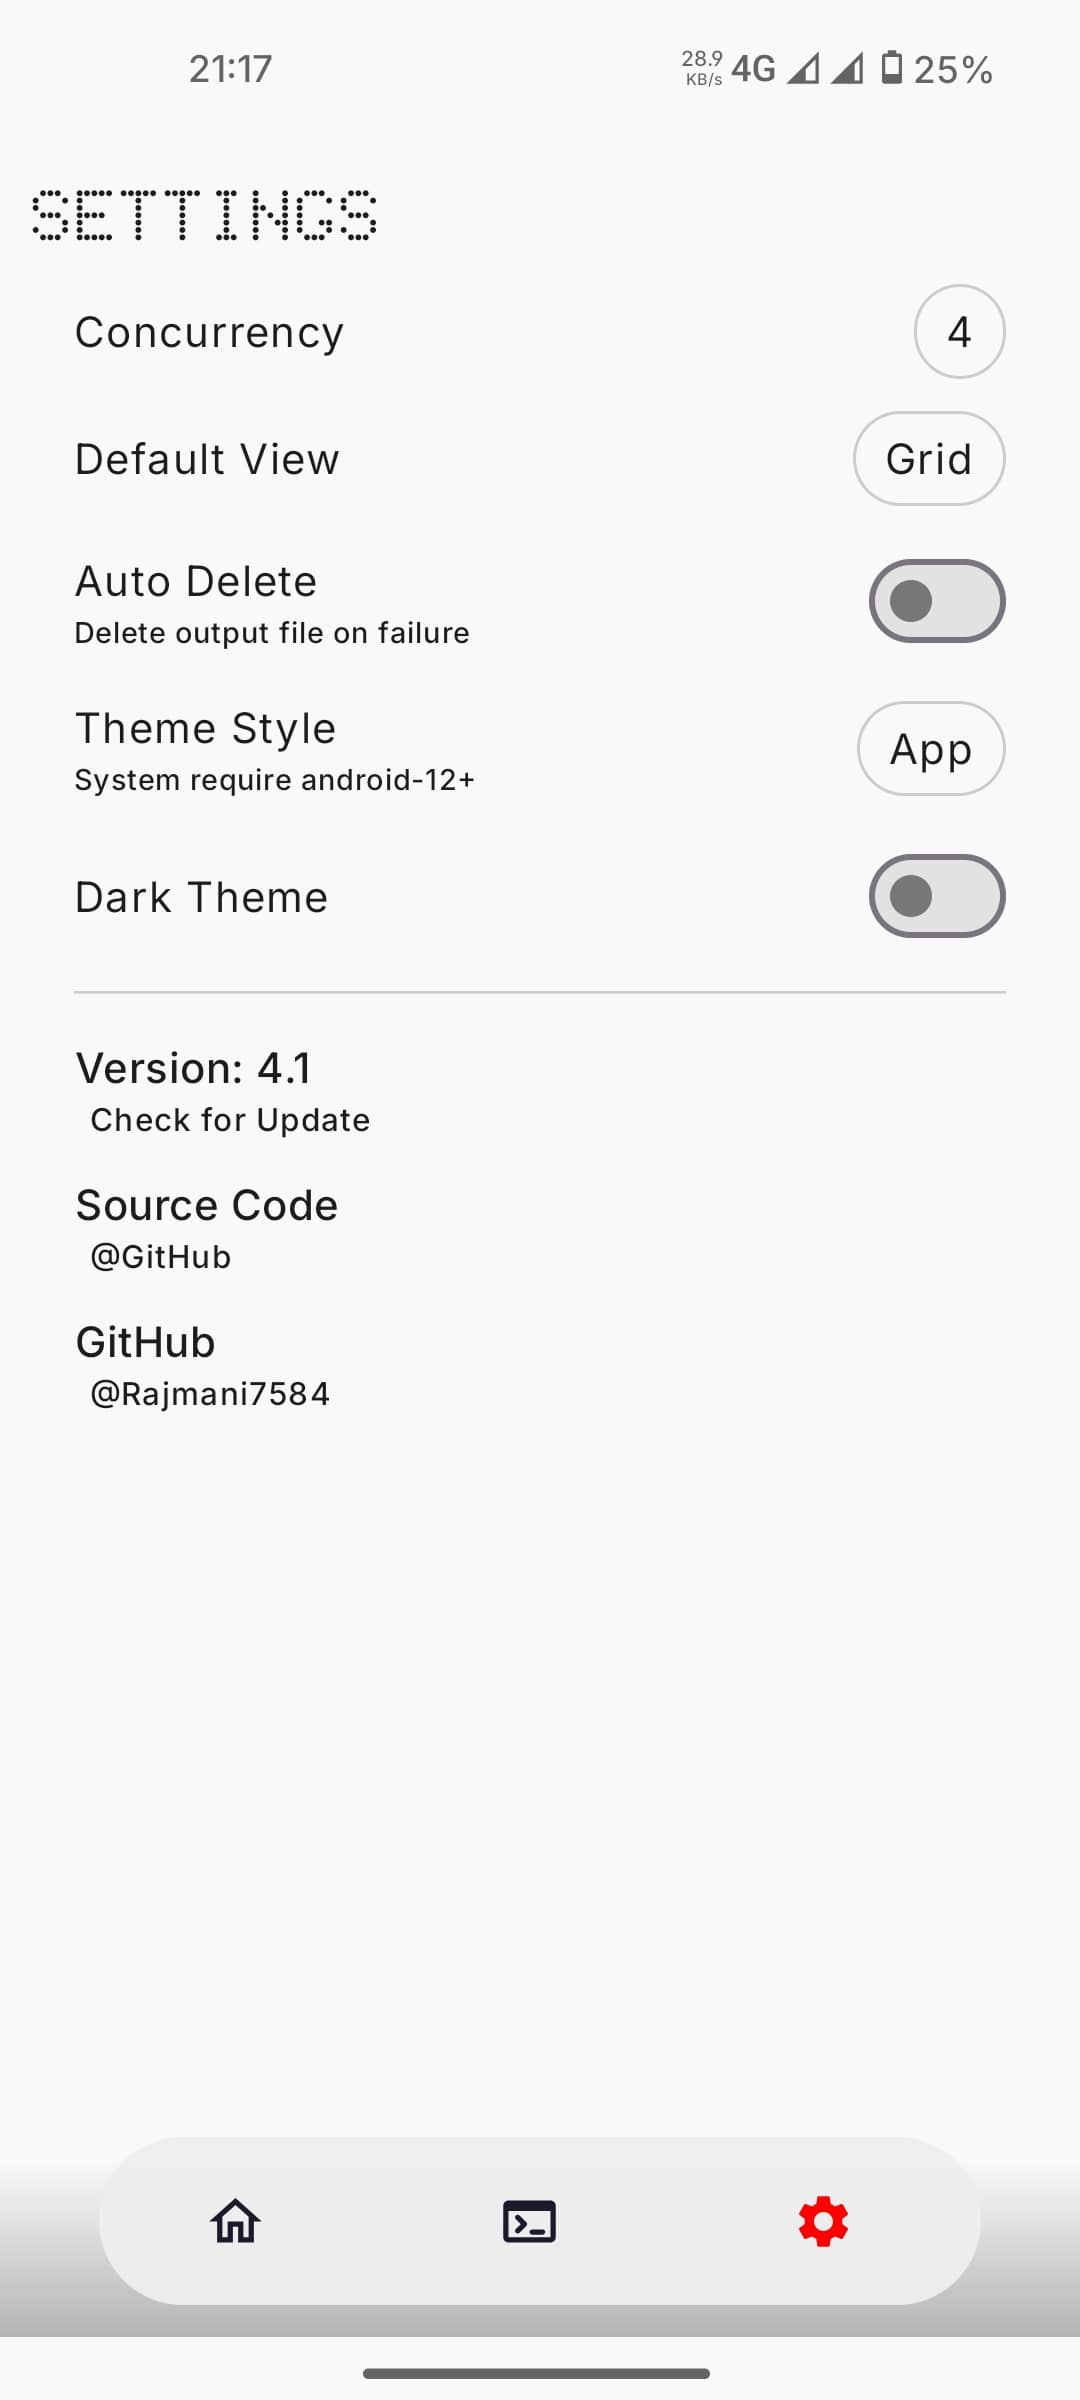 21:17
28.9 KB/s 4G 25%
SETTINGS
Concurrency 4
Default View Grid
Auto Delete
Delete output file on failure
Theme Style App
System require android-12+
Dark Theme
Version: 4.1
Check for Update
Source Code
@GitHub
GitHub
@Rajmani7584